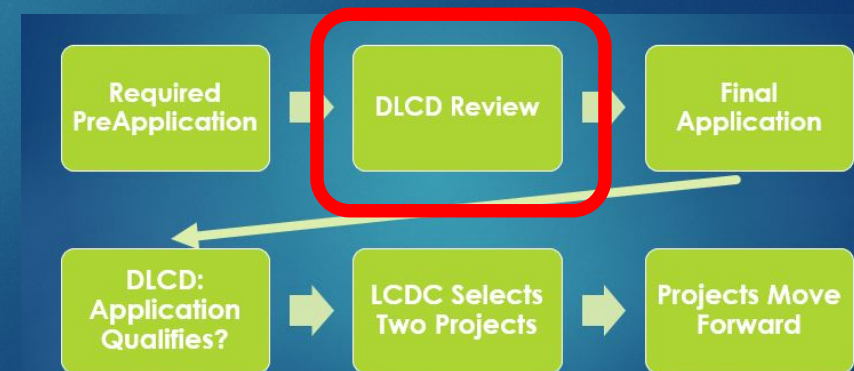 Required
PreApplication
DLCD Review
Final
Application
DLCD:
Application
Qualifies?
LCDC Selects
Two Projects
Projects Move
Forward